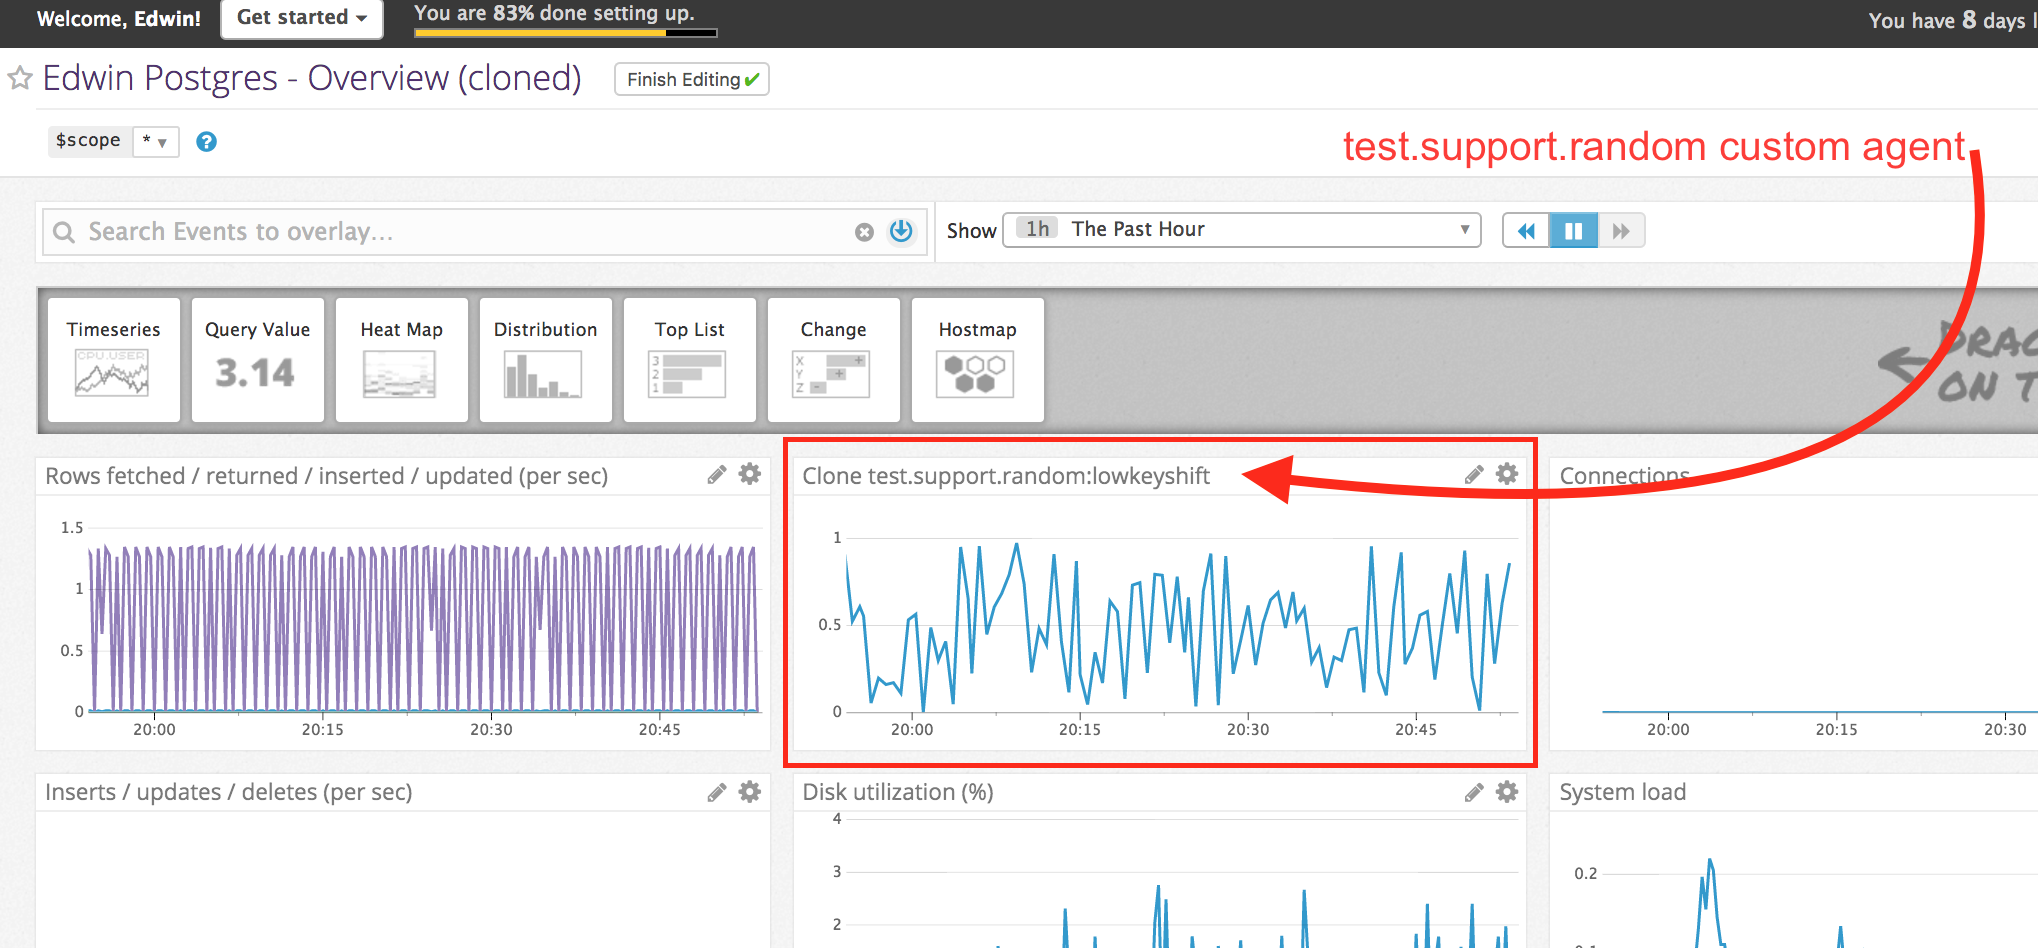 Welcome, Edwin!
Get started
You are 83% done setting up.
You have 8 days
Edwin Postgres - Overview (cloned)
Finish Editing
$scope
*
?
test.support.random custom agent
Search Events to overlay...
Show
1h The Past Hour
Timeseries
CPU.USER
Query Value
3.14
Heat Map
Distribution
Top List
3
2
1
Change
X
Y
Z
Hostmap
ON
Rows fetched / returned / inserted / updated (per sec)
1.5
1
0.5
0
20:00
20:15
20:30
20:45
Clone test.support.random:lowkeyshift
1
0.5
0
20:00
20:15
20:30
20:45
Connections
20:00
20:15
20:30
Inserts / updates / deletes (per sec)
Disk utilization (%)
4
3
2
System load
0.2